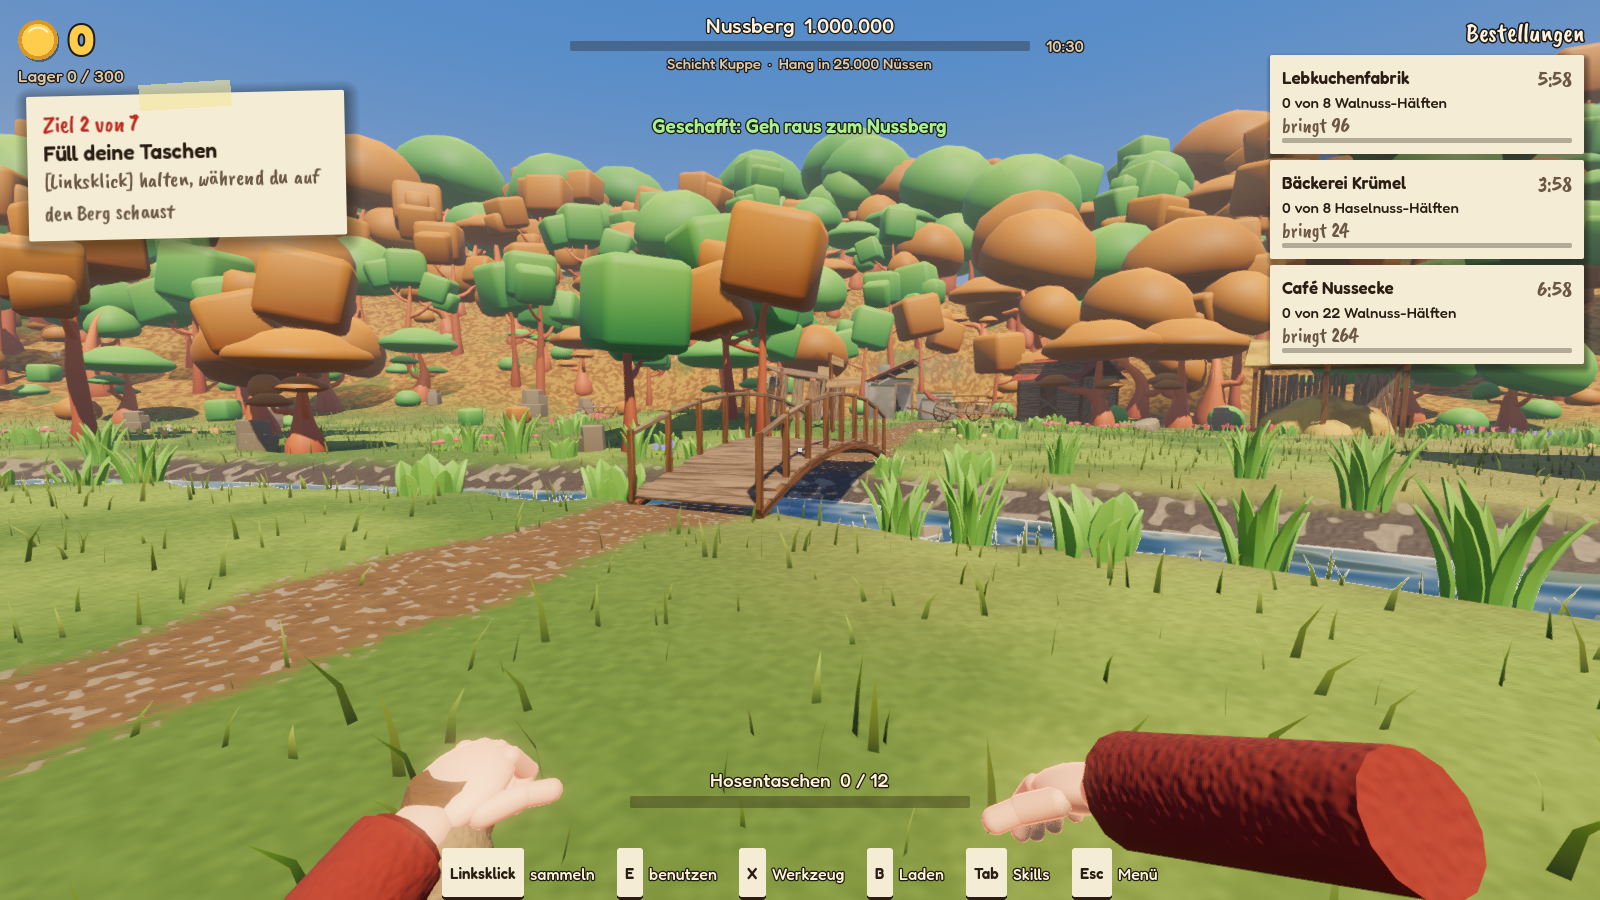 0
Lager 0 / 300
Ziel 2 von 7
Füll deine Taschen
[Linksklick] halten, während du auf
den Berg schaust
Nussberg 1.000.000
10:30
Schicht Kuppe · Hang in 25.000 Nüssen
Geschafft: Geh raus zum Nussberg
Bestellungen
Lebkuchenfabrik 5:58
0 von 8 Walnuss-Hälften
bringt 96
Bäckerei Krümel 3:58
0 von 8 Haselnuss-Hälften
bringt 24
Café Nussecke 6:58
0 von 22 Walnuss-Hälften
bringt 264
Hosentaschen 0 / 12
Linksklick sammeln E benutzen X Werkzeug B Laden Tab Skills Esc Menü